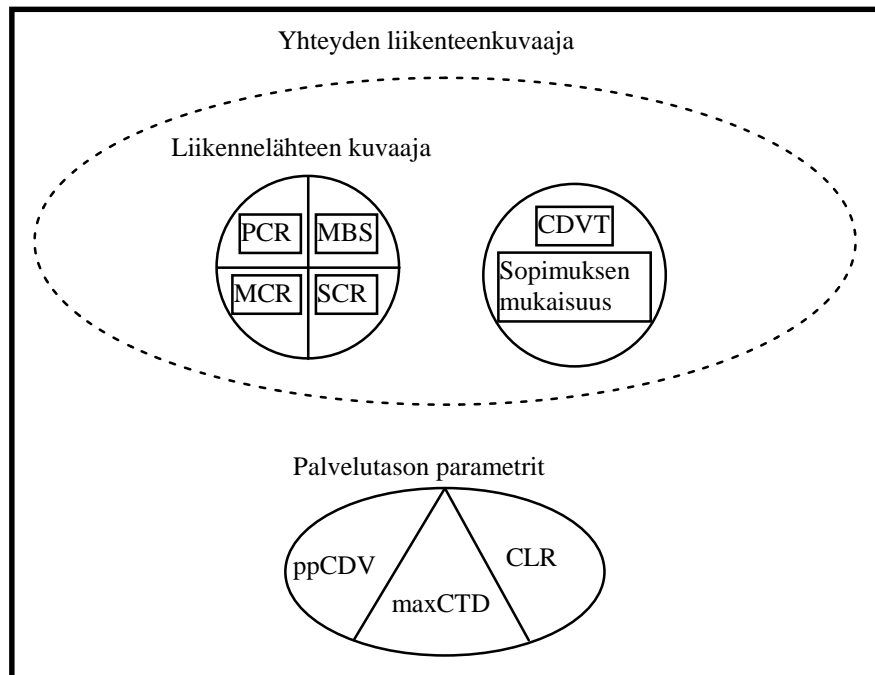 Yhteyden liikenteenkuvaaja
Liikennelähteen kuvaaja
PCR
MBS
CDVT
MCR
SCR
Sopimuksen
mukaisuus
Palvelutason parametrit
ppCDV
CLR
maxCTD